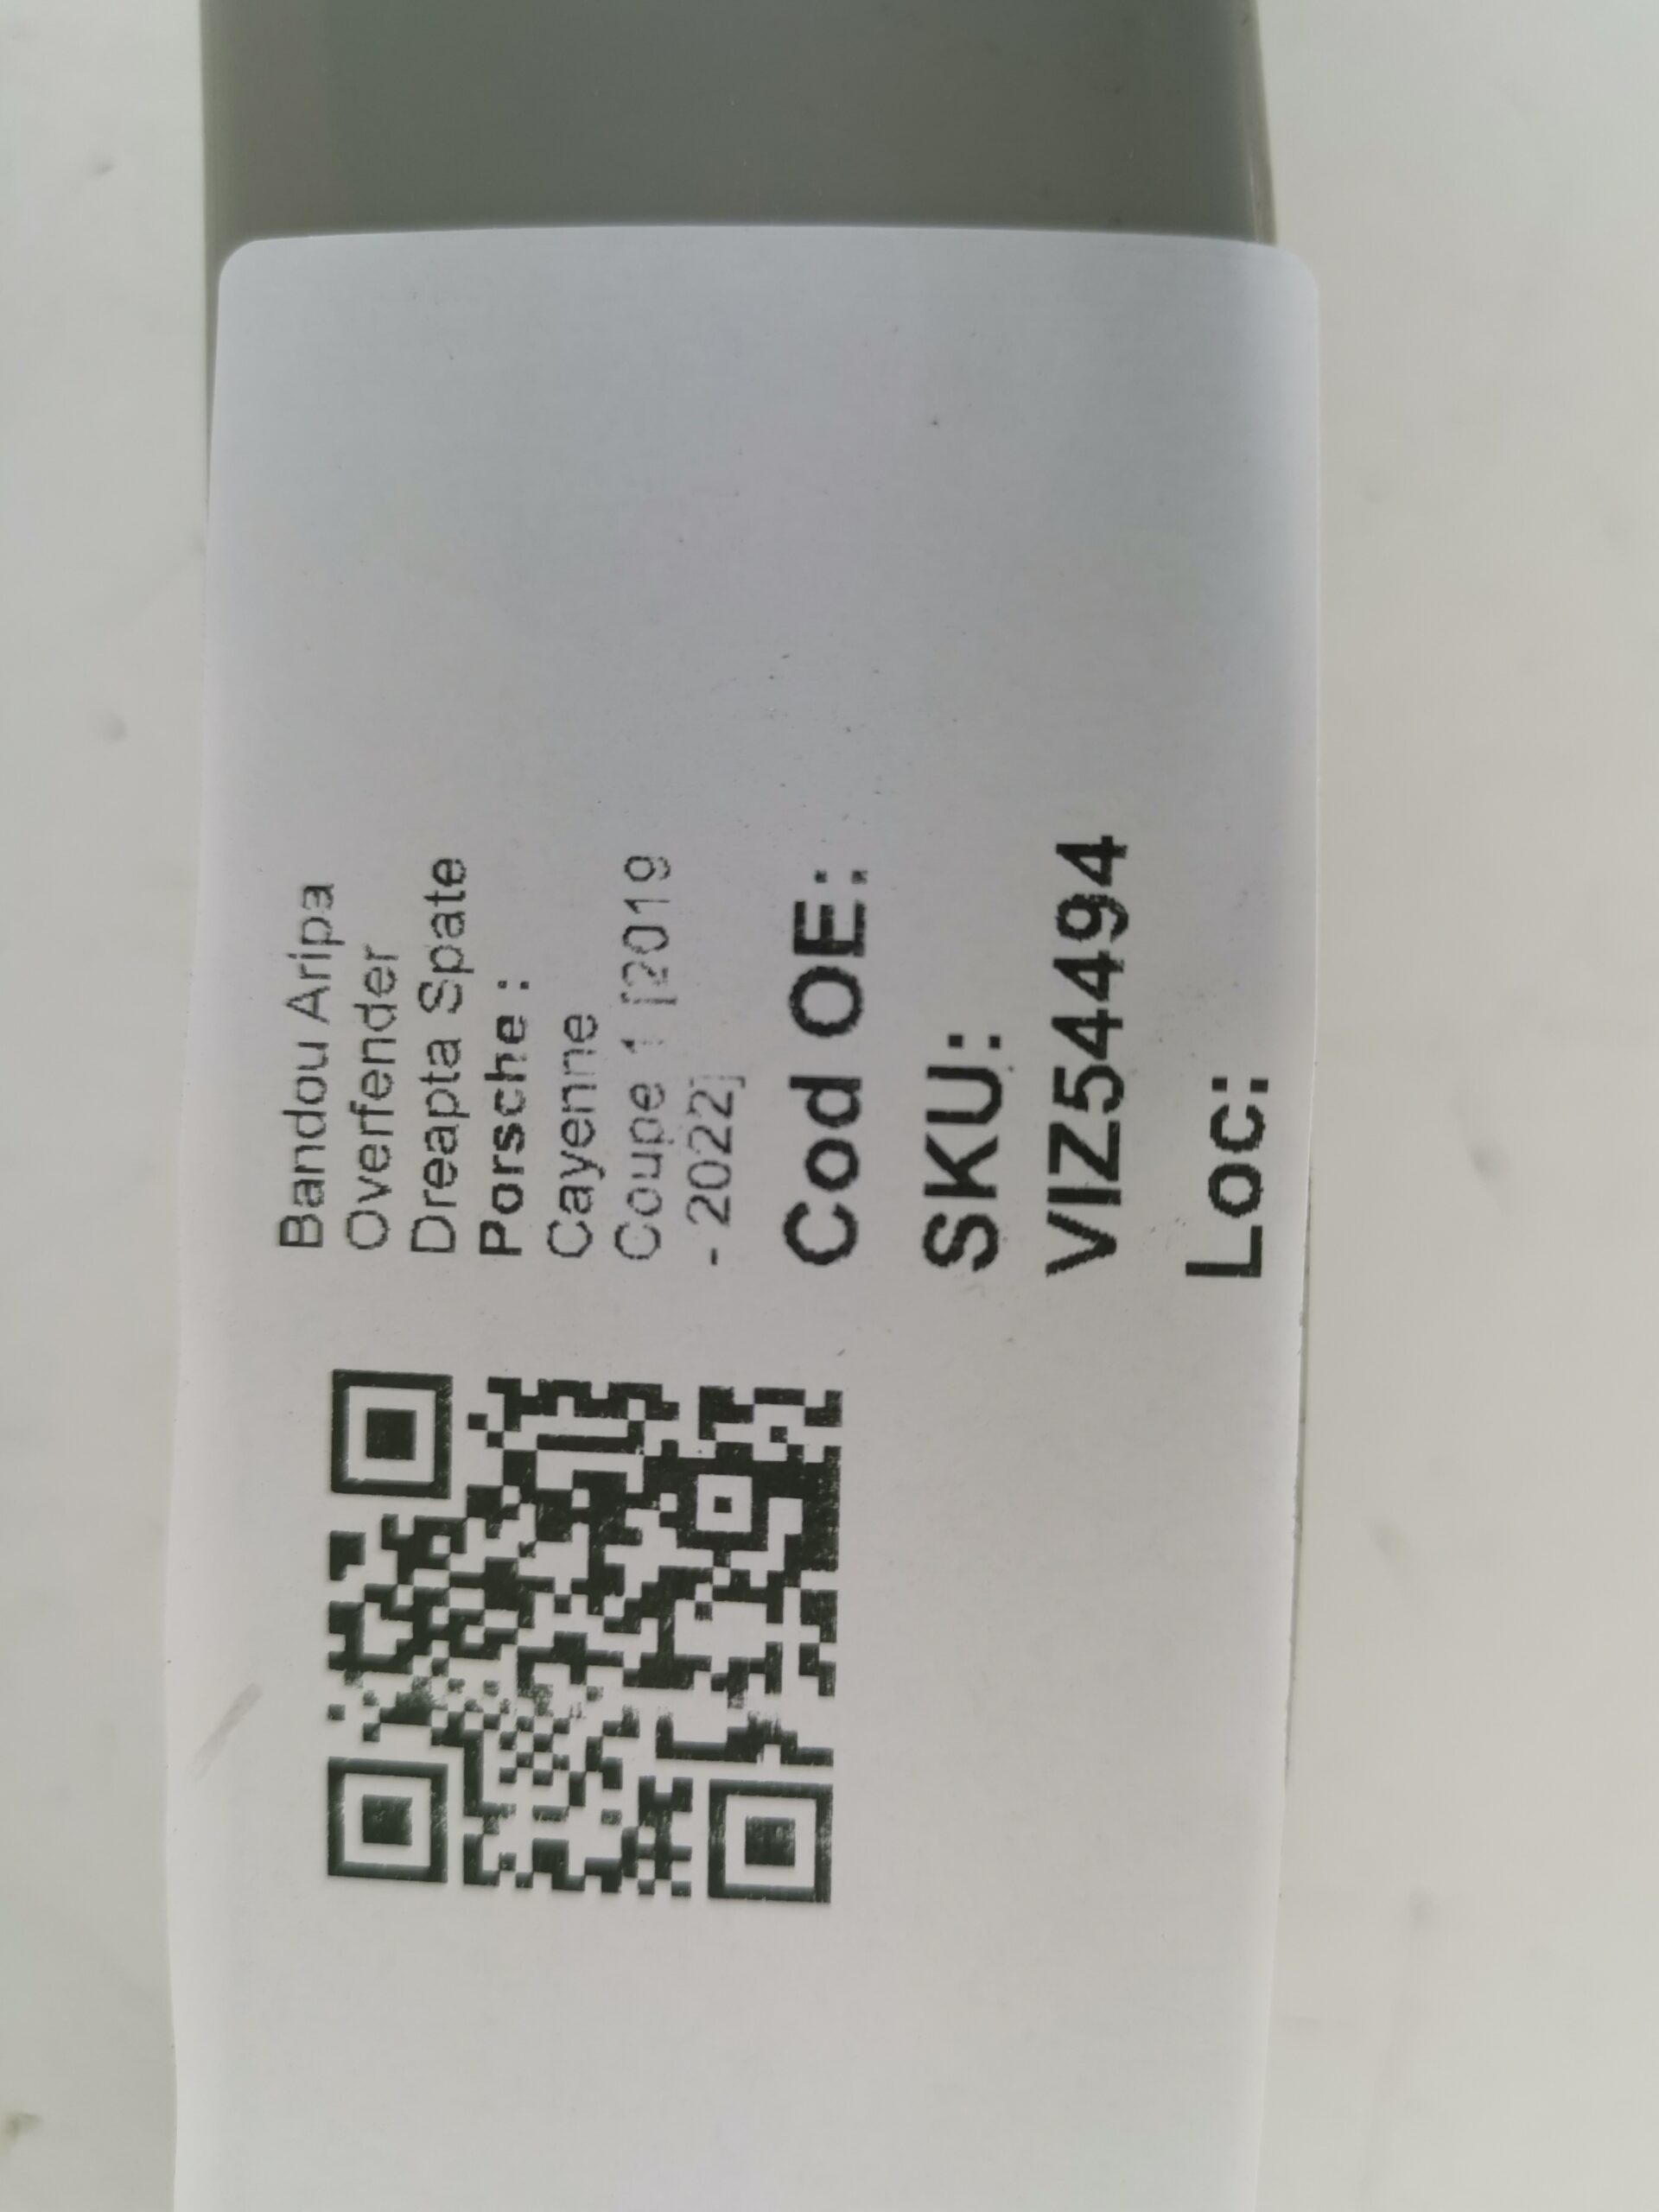 Bandou Aripa
Overfender
Dreapta Spate
Porsche :
Cayenne
Coupe 1 [2019
- 2022]
Cod OE:
SKU:
VIZ54494
Loc: